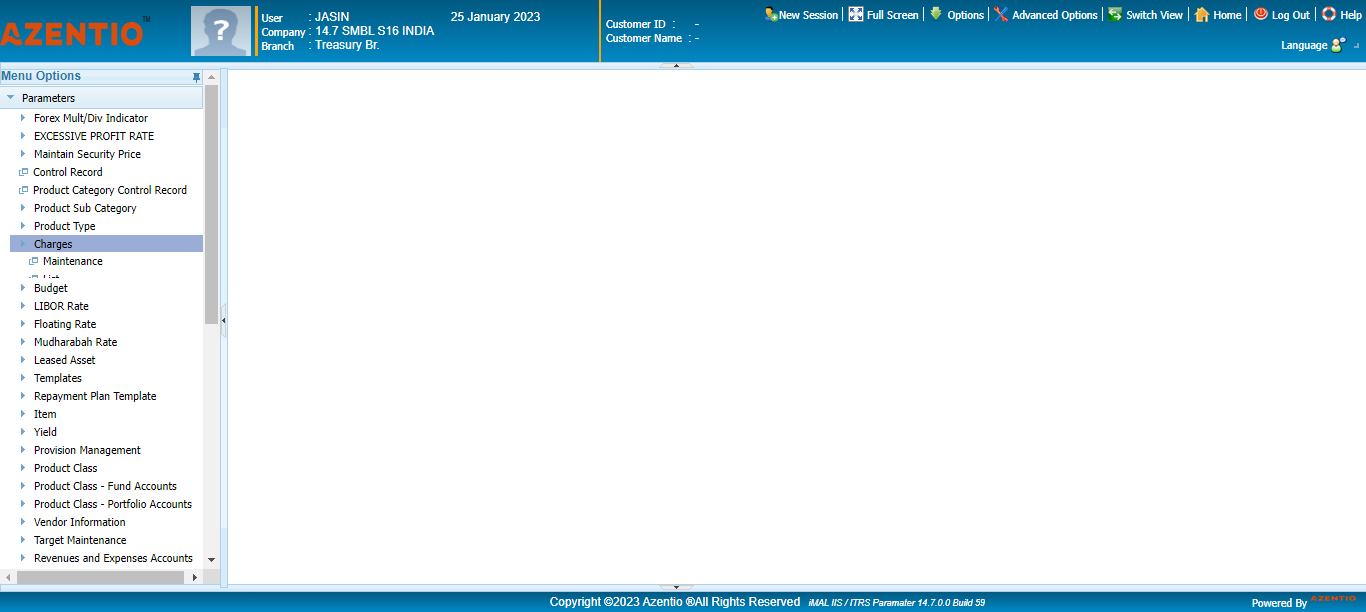 AZENTIO™
User : JASIN 25 January 2023
Company : 14.7 SMBL S16 INDIA
Branch : Treasury Br.
Customer ID : -
Customer Name : -
New Session | Full Screen | Options | Advanced Options | Switch View | Home | Log Out | Help
Language
Menu Options
Parameters
Forex Mult/Div Indicator
EXCESSIVE PROFIT RATE
Maintain Security Price
Control Record
Product Category Control Record
Product Sub Category
Product Type
Charges
Maintenance
List
Budget
LIBOR Rate
Floating Rate
Mudharabah Rate
Leased Asset
Templates
Repayment Plan Template
Item
Yield
Provision Management
Product Class
Product Class - Fund Accounts
Product Class - Portfolio Accounts
Vendor Information
Target Maintenance
Revenues and Expenses Accounts
Copyright ©2023 Azentio ®All Rights Reserved iMAL IIS / ITRS Paramater 14.7.0.0 Build 59
Powered By AZENTIO